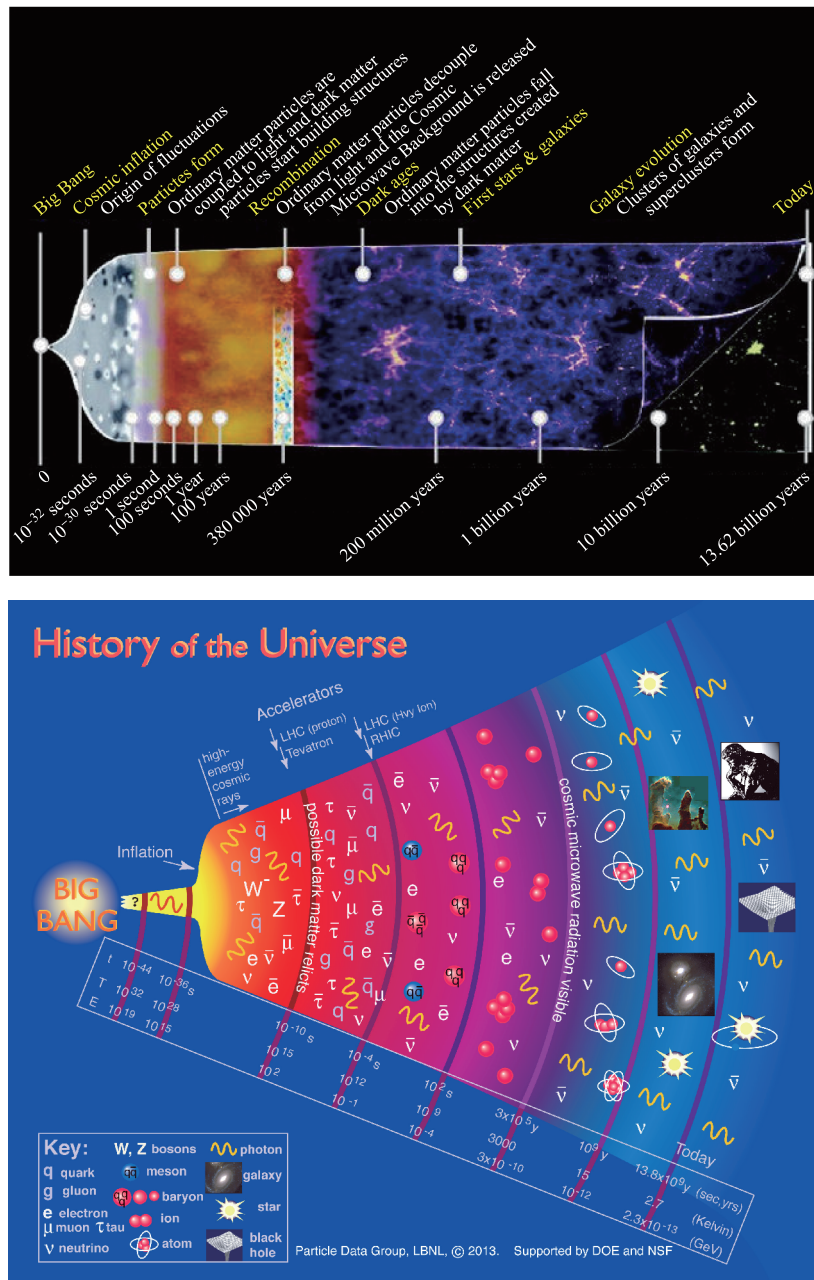 Big Bang
Cosmic inflation
Origin of fluctuations
Partictes form
Ordinary matter particles are
coupled to light and dark matter
particles start building structures
Recombination
Ordinary matter particles decouple
from light and the Cosmic
Microwave Background is released
Dark ages
Ordinary matter particles fall
into the structures created
by dark matter
First stars & galaxies
Galaxy evolution
Clusters of galaxies and
superclusters form
Today
0
10⁻³² seconds
10⁻³⁰ seconds
1 second
100 seconds
1 year
100 years
380 000 years
200 million years
1 billion years
10 billion years
13.62 billion years
History of the Universe
Accelerators
high-
energy
cosmic
rays
LHC (proton)
Tevatron
LHC (Hvy Ion)
RHIC
Inflation
BIG
BANG
?
possible dark matter relicts
cosmic microwave radiation visible
W⁻
Z
t 10⁻⁴⁴ 10⁻³⁶ s 10⁻¹⁰ s 10⁻⁴ s 10² s 3x10⁵ y 10⁹ y 13.8x10⁹y (sec,yrs)
T 10³² 10²⁸ 10¹⁵ 10¹² 10⁹ 3000 15 2.7 (Kelvin)
E 10¹⁹ 10¹⁵ 10² 10⁻¹ 10⁻⁴ 3x10⁻¹⁰ 10⁻¹² 2.3x10⁻¹³ (GeV)
Today
Key:
q quark
g gluon
e electron
μ muon τ tau
ν neutrino
W, Z bosons
qq̄ meson
qqq baryon
ion
atom
photon
galaxy
star
black
hole
Particle Data Group, LBNL, © 2013. Supported by DOE and NSF